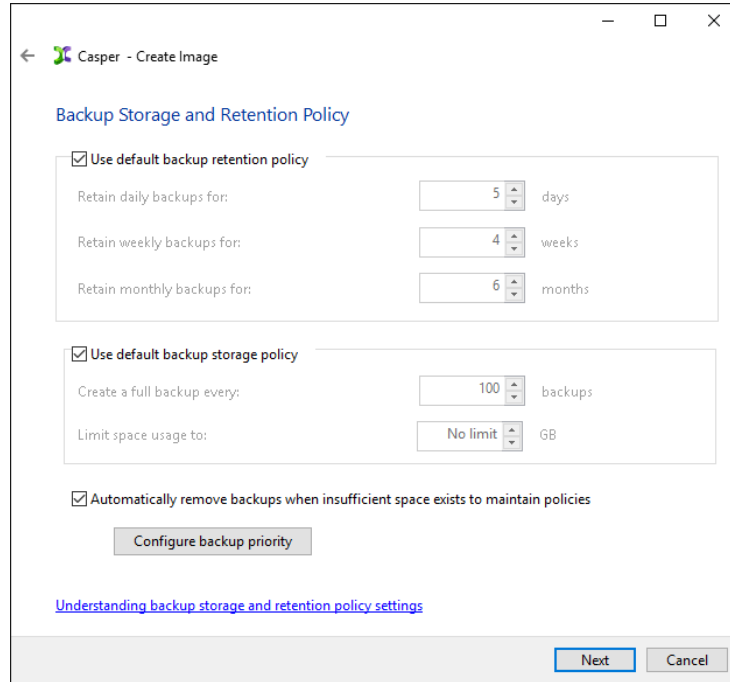 Casper - Create Image
Backup Storage and Retention Policy
Use default backup retention policy
Retain daily backups for: 5 days
Retain weekly backups for: 4 weeks
Retain monthly backups for: 6 months
Use default backup storage policy
Create a full backup every: 100 backups
Limit space usage to: No limit GB
Automatically remove backups when insufficient space exists to maintain policies
Configure backup priority
Understanding backup storage and retention policy settings
Next Cancel